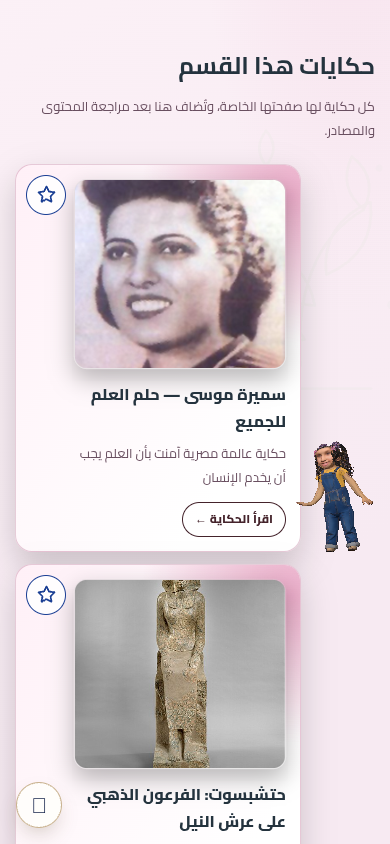 حكايات هذا القسم
كل حكاية لها صفحتها الخاصة، وتُضاف هنا بعد مراجعة المحتوى
والمصادر.
سميرة موسى — حلم العلم
للجميع
حكاية عالمة مصرية آمنت بأن العلم يجب
أن يخدم الإنسان
اقرأ الحكاية ←
حتشبسوت: الفرعون الذهبي
على عرش النيل